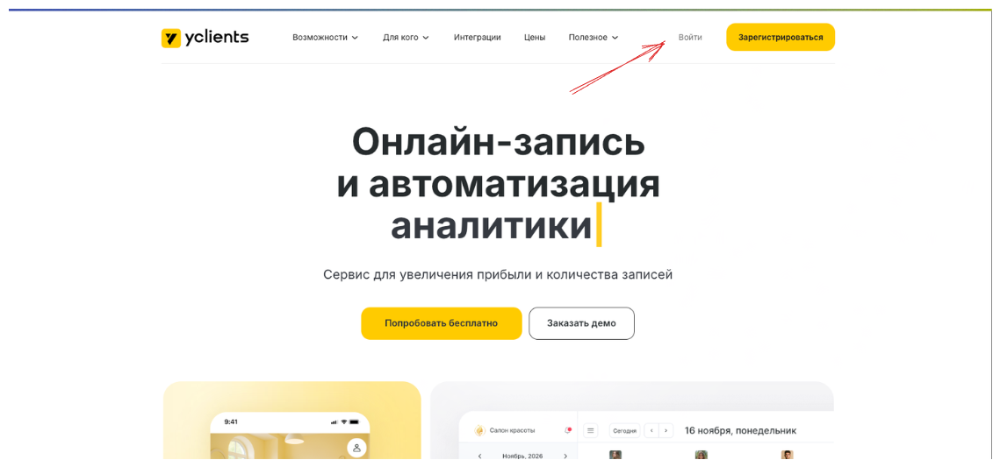 yclients
Возможности
Для кого
Интеграции
Цены
Полезное
Войти
Зарегистрироваться
Онлайн-запись
и автоматизация
аналитики
Сервис для увеличения прибыли и количества записей
Попробовать бесплатно
Заказать демо
9:41
Салон красоты
Сегодня
16 ноября, понедельник
Ноябрь, 2026